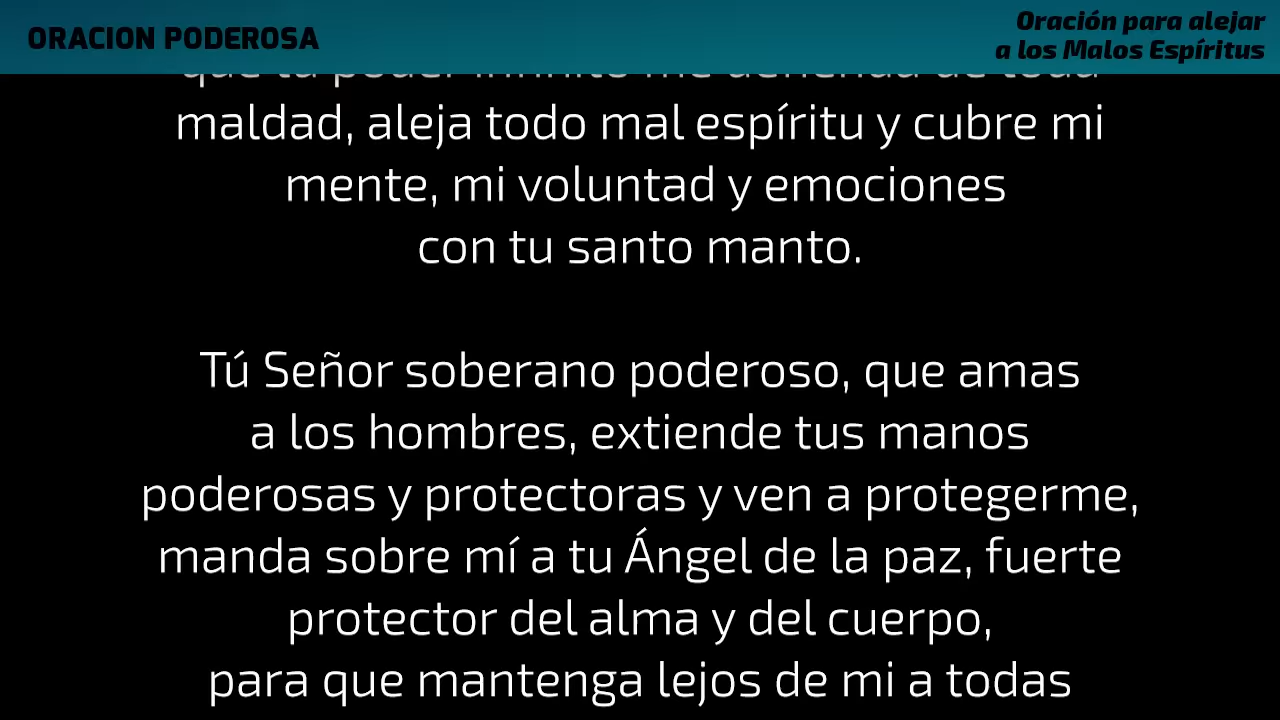 ORACION PODEROSA
Oración para alejar
a los Malos Espíritus
maldad, aleja todo mal espíritu y cubre mi
mente, mi voluntad y emociones
con tu santo manto.
Tú Señor soberano poderoso, que amas
a los hombres, extiende tus manos
poderosas y protectoras y ven a protegerme,
manda sobre mí a tu Ángel de la paz, fuerte
protector del alma y del cuerpo,
para que mantenga lejos de mi a todas